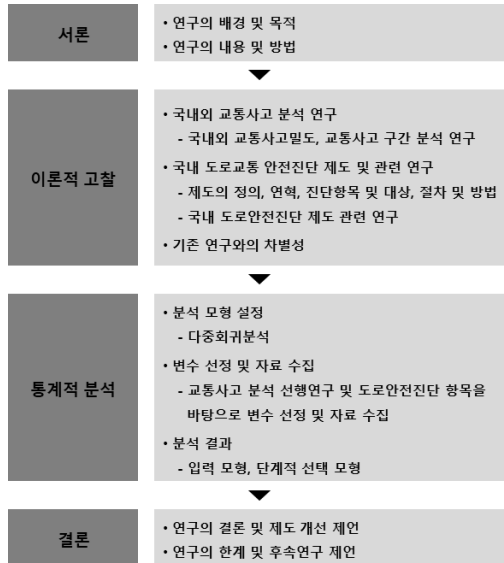 서론
• 연구의 배경 및 목적
• 연구의 내용 및 방법
이론적 고찰
• 국내외 교통사고 분석 연구
- 국내외 교통사고밀도, 교통사고 구간 분석 연구
• 국내 도로교통 안전진단 제도 및 관련 연구
- 제도의 정의, 연혁, 진단항목 및 대상, 절차 및 방법
- 국내 도로안전진단 제도 관련 연구
• 기존 연구와의 차별성
통계적 분석
• 분석 모형 설정
- 다중회귀분석
• 변수 선정 및 자료 수집
- 교통사고 분석 선행연구 및 도로안전진단 항목을
바탕으로 변수 선정 및 자료 수집
• 분석 결과
- 입력 모형, 단계적 선택 모형
결론
• 연구의 결론 및 제도 개선 제언
• 연구의 한계 및 후속연구 제언